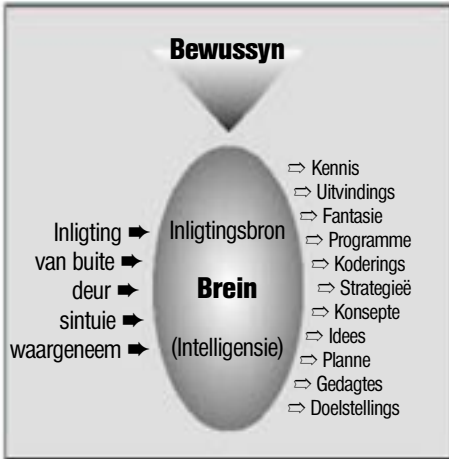 Bewussyn
Inligting ➨
van buite ➨
deur ➨
sintuie ➨
waargeneem ➨
Inligtingsbron
Brein
(Intelligensie)
⇨ Kennis
⇨ Uitvindings
⇨ Fantasie
⇨ Programme
⇨ Koderings
⇨ Strategieë
⇨ Konsepte
⇨ Idees
⇨ Planne
⇨ Gedagtes
⇨ Doelstellings